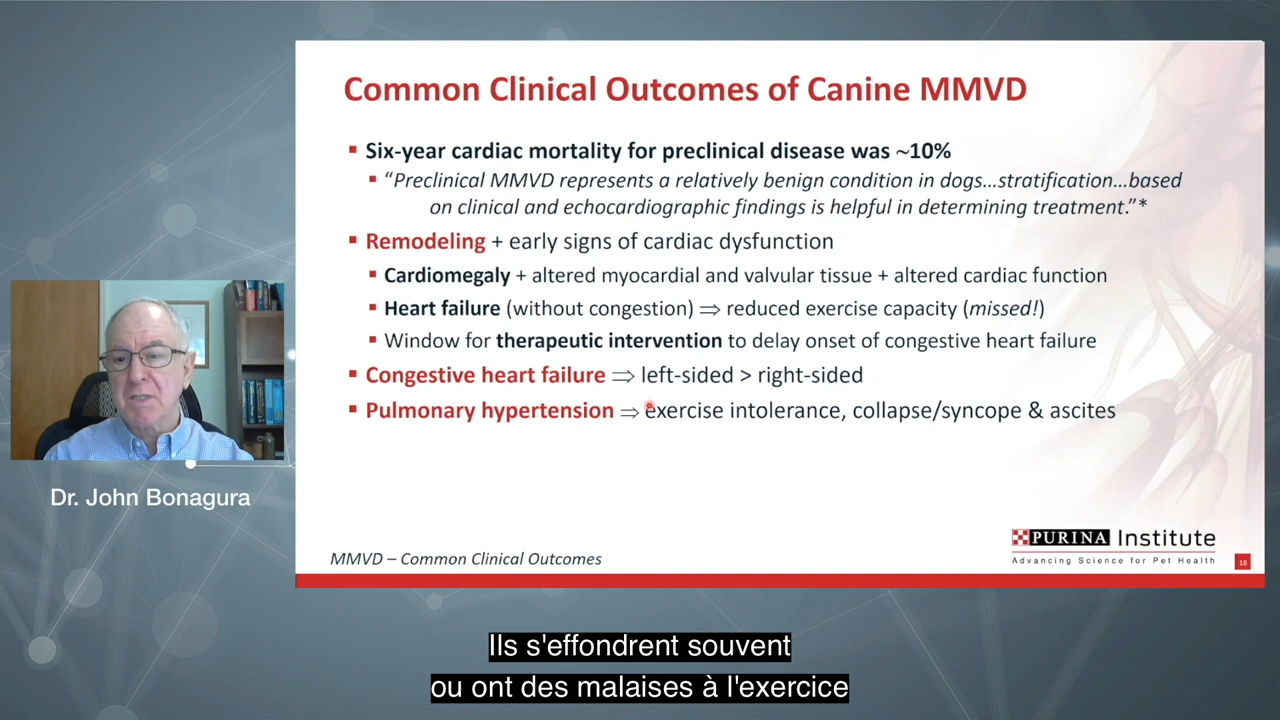 Common Clinical Outcomes of Canine MMVD
Six-year cardiac mortality for preclinical disease was ~10%
“Preclinical MMVD represents a relatively benign condition in dogs…stratification…based
on clinical and echocardiographic findings is helpful in determining treatment.”*
Remodeling + early signs of cardiac dysfunction
Cardiomegaly + altered myocardial and valvular tissue + altered cardiac function
Heart failure (without congestion) ⇒ reduced exercise capacity (missed!)
Window for therapeutic intervention to delay onset of congestive heart failure
Congestive heart failure ⇒ left-sided > right-sided
Pulmonary hypertension ⇒ exercise intolerance, collapse/syncope & ascites
Dr. John Bonagura
PURINA Institute
Advancing Science for Pet Health
MMVD – Common Clinical Outcomes
18
Ils s'effondrent souvent
ou ont des malaises à l'exercice